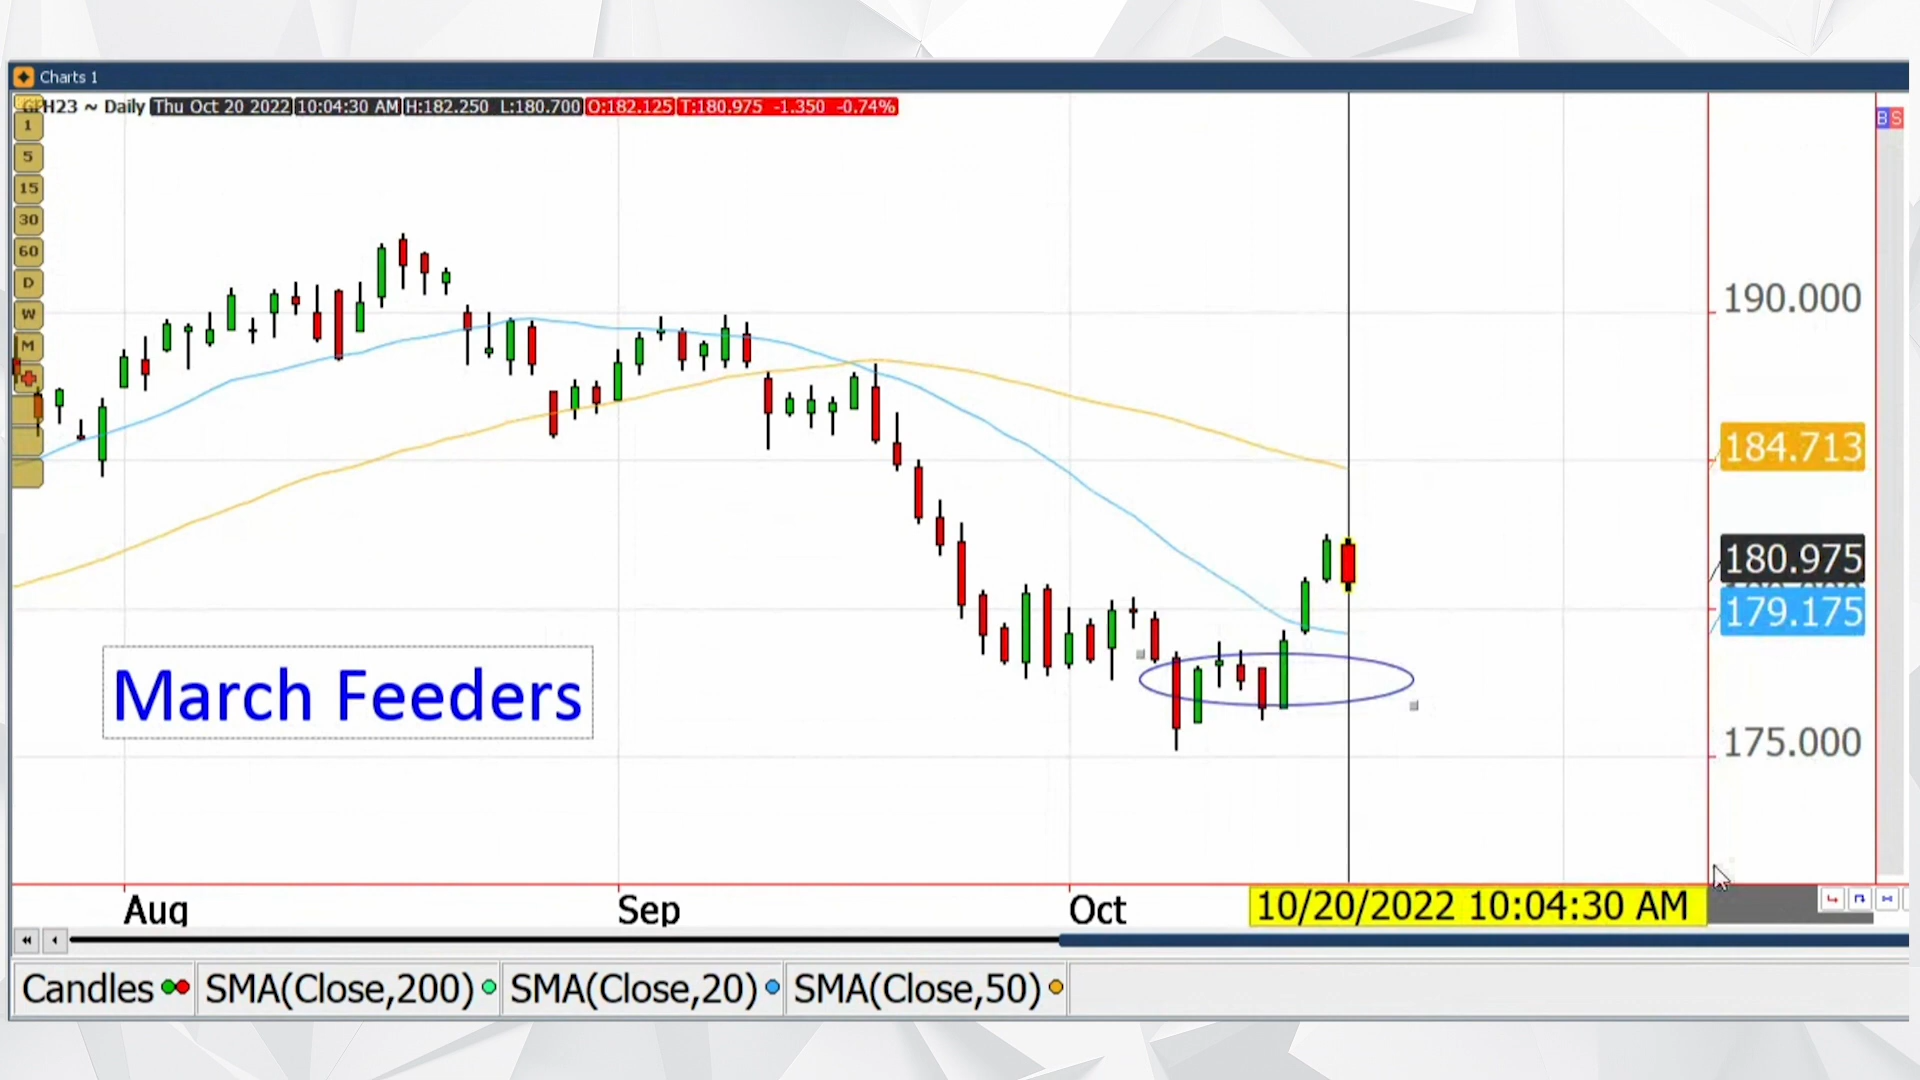 Charts 1
H23 ~ Daily Thu Oct 20 2022 10:04:30 AM H:182.250 L:180.700 O:182.125 T:180.975 -1.350 -0.74%
B S
1
5
15
30
60
D
W
M
190.000
184.713
180.975
179.175
March Feeders
175.000
Aug Sep Oct 10/20/2022 10:04:30 AM
Candles SMA(Close,200) SMA(Close,20) SMA(Close,50)